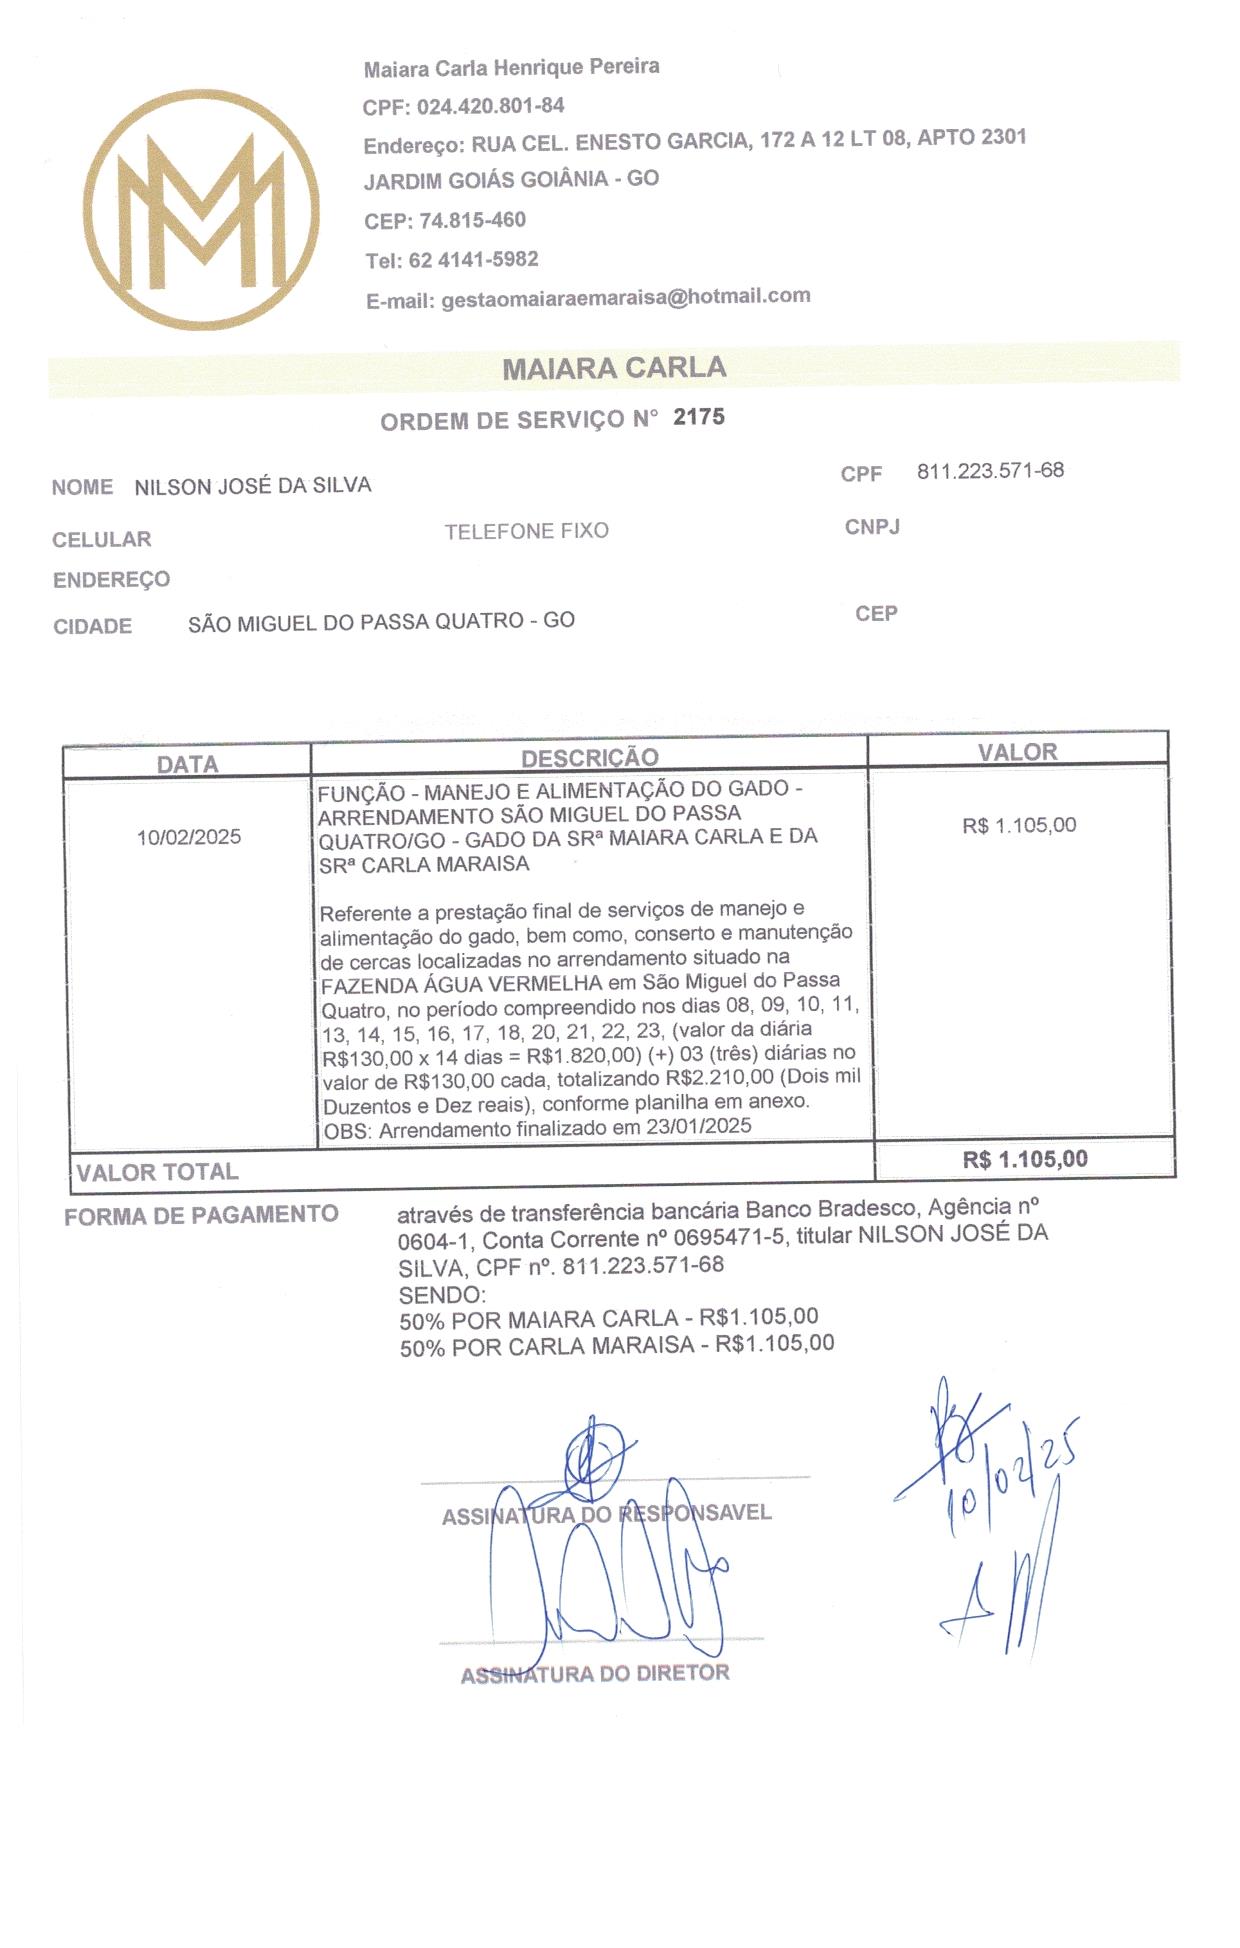 Maiara Carla Henrique Pereira
CPF: 024.420.801-84
Endereço: RUA CEL. ENESTO GARCIA, 172 A 12 LT 08, APTO 2301
JARDIM GOIÁS GOIÂNIA - GO
CEP: 74.815-460
Tel: 62 4141-5982
E-mail: gestaomaiaraemaraisa@hotmail.com
MAIARA CARLA
ORDEM DE SERVIÇO N° 2175
NOME NILSON JOSÉ DA SILVA CPF 811.223.571-68
CELULAR TELEFONE FIXO CNPJ
ENDEREÇO
CIDADE SÃO MIGUEL DO PASSA QUATRO - GO CEP
DATA DESCRIÇÃO VALOR
FUNÇÃO - MANEJO E ALIMENTAÇÃO DO GADO -
ARRENDAMENTO SÃO MIGUEL DO PASSA
10/02/2025 QUATRO/GO - GADO DA SRª MAIARA CARLA E DA R$ 1.105,00
SRª CARLA MARAISA
Referente a prestação final de serviços de manejo e
alimentação do gado, bem como, conserto e manutenção
de cercas localizadas no arrendamento situado na
FAZENDA ÁGUA VERMELHA em São Miguel do Passa
Quatro, no período compreendido nos dias 08, 09, 10, 11,
13, 14, 15, 16, 17, 18, 20, 21, 22, 23, (valor da diária
R$130,00 x 14 dias = R$1.820,00) (+) 03 (três) diárias no
valor de R$130,00 cada, totalizando R$2.210,00 (Dois mil
Duzentos e Dez reais), conforme planilha em anexo.
OBS: Arrendamento finalizado em 23/01/2025
VALOR TOTAL R$ 1.105,00
FORMA DE PAGAMENTO através de transferência bancária Banco Bradesco, Agência nº
0604-1, Conta Corrente nº 0695471-5, titular NILSON JOSÉ DA
SILVA, CPF nº. 811.223.571-68
SENDO:
50% POR MAIARA CARLA - R$1.105,00
50% POR CARLA MARAISA - R$1.105,00
10/02/25
ASSINATURA DO RESPONSAVEL
ASSINATURA DO DIRETOR